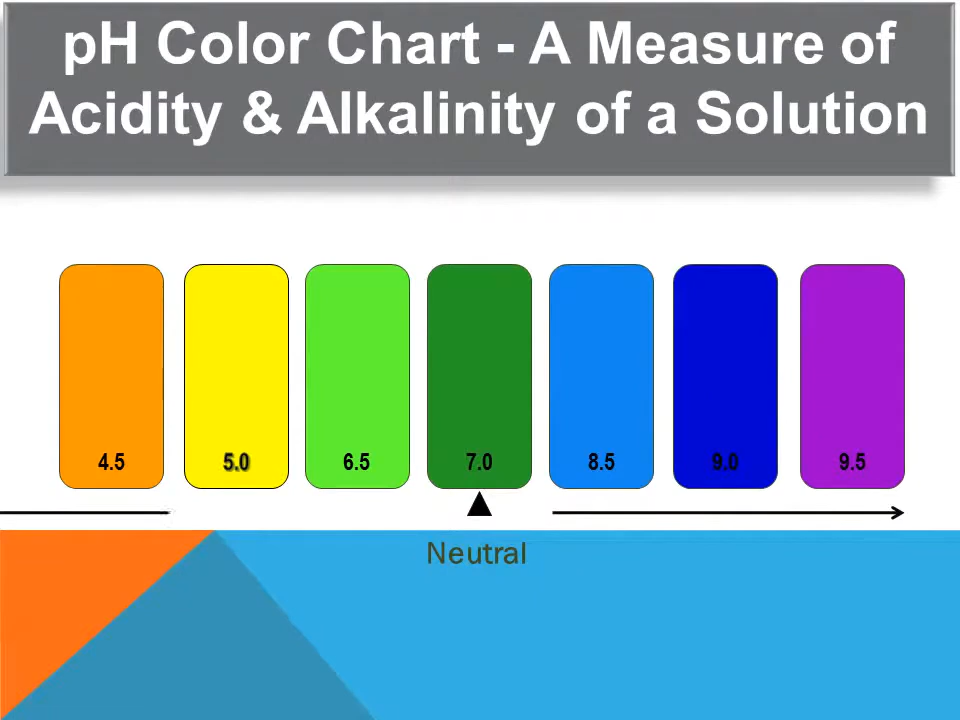 pH Color Chart - A Measure of
Acidity & Alkalinity of a Solution
4.5 5.0 6.5 7.0 8.5 9.0 9.5
Neutral